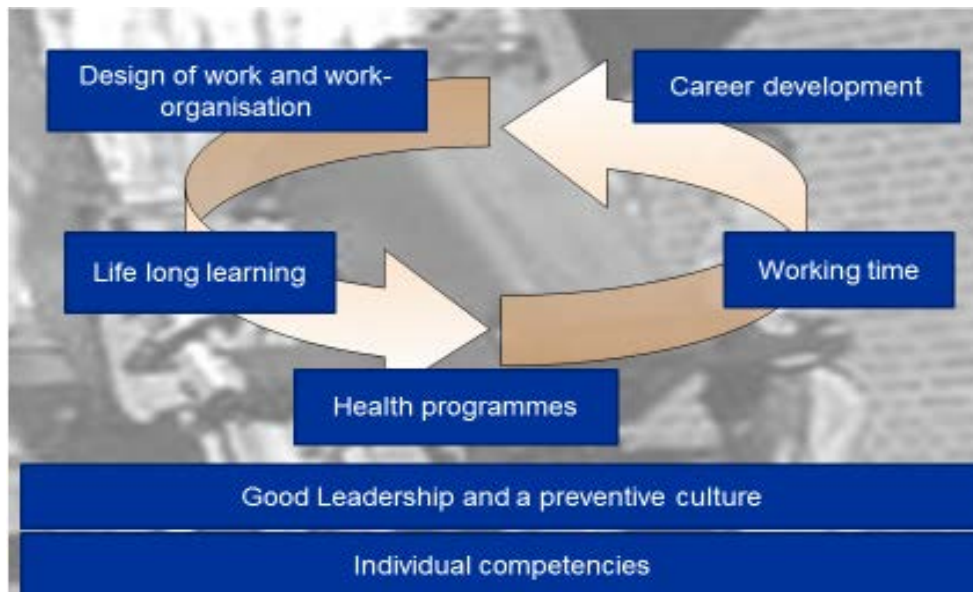 Design of work and work-
organisation
Career development
Life long learning
Working time
Health programmes
Good Leadership and a preventive culture
Individual competencies